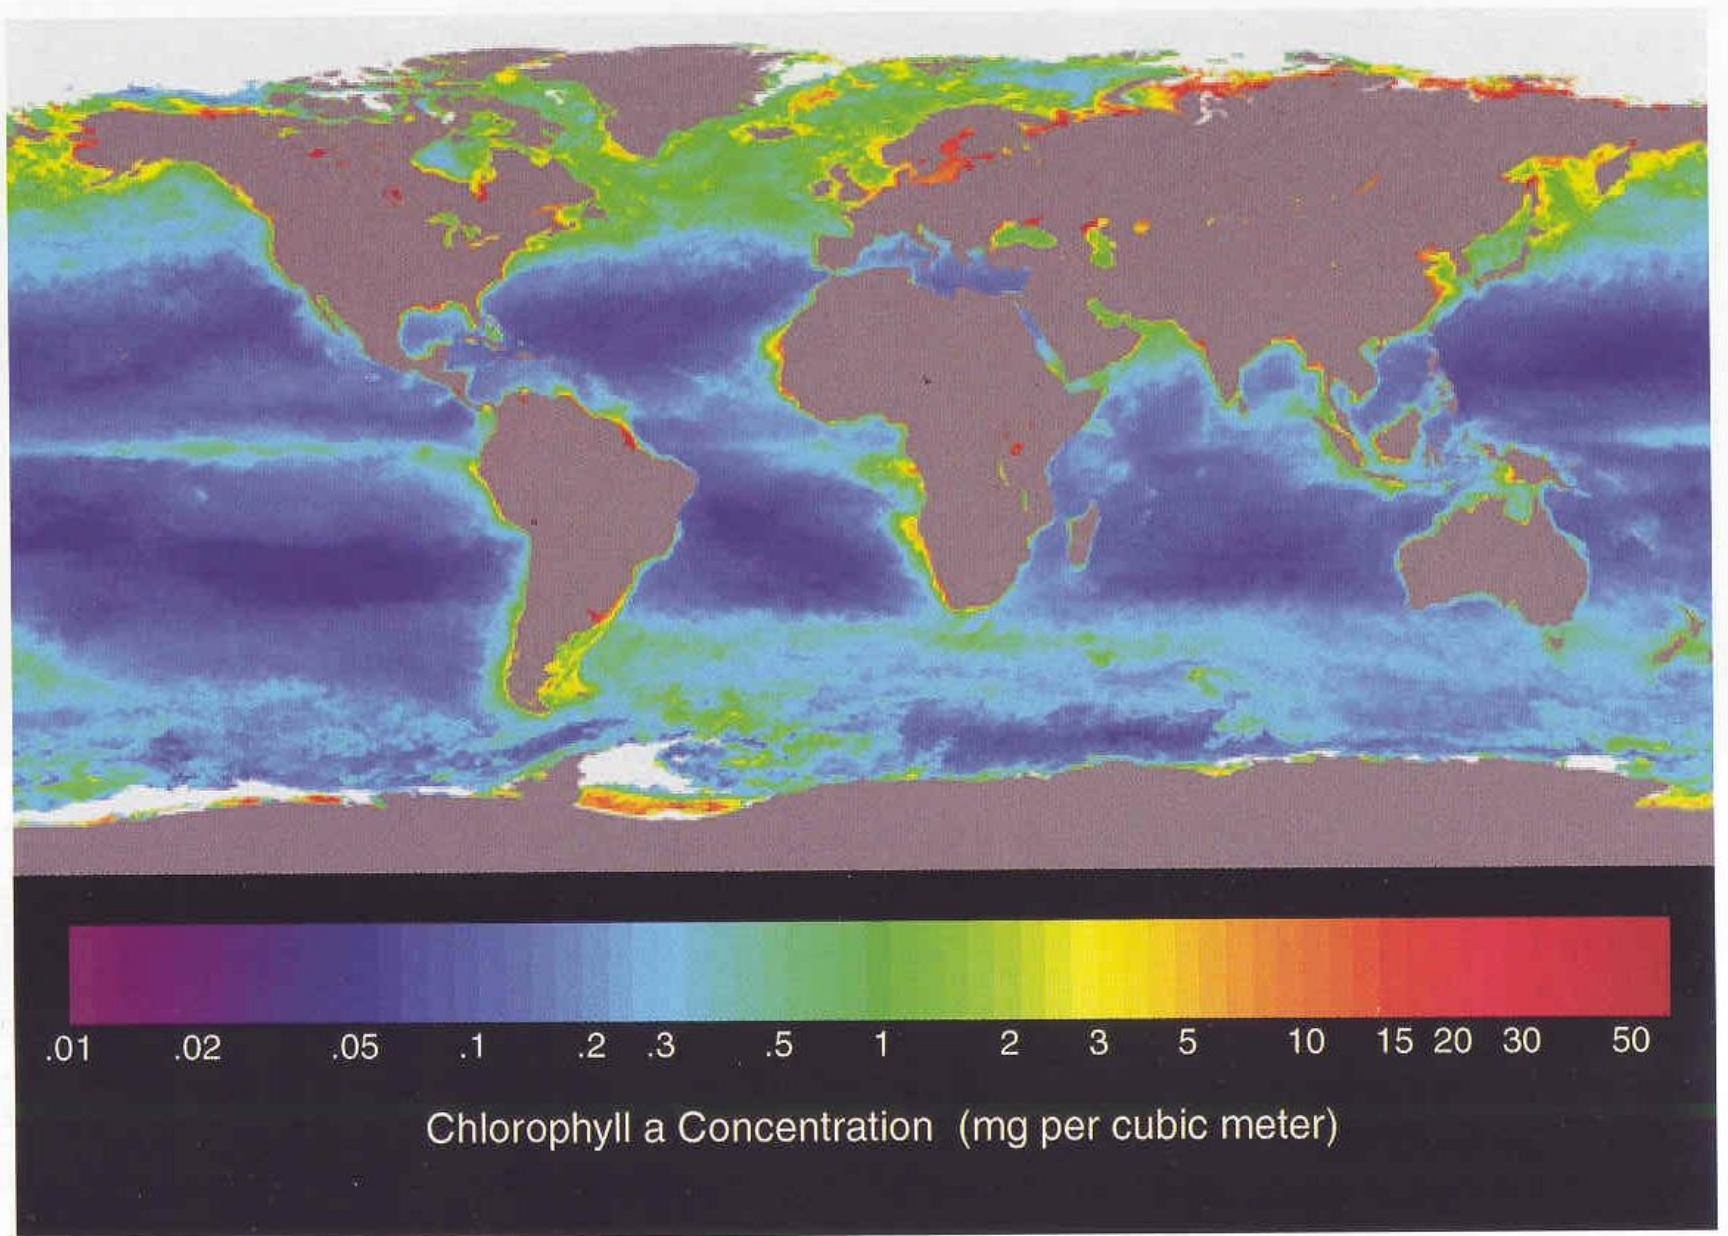 .01 .02 .05 .1 .2 .3 .5 1 2 3 5 10 15 20 30 50
Chlorophyll a Concentration (mg per cubic meter)